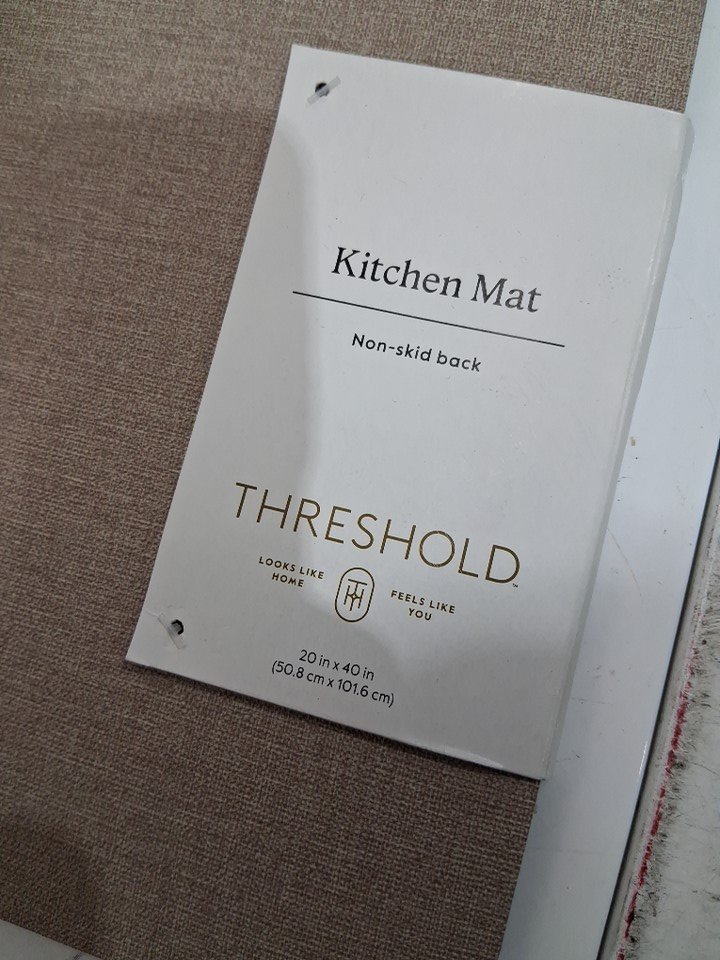 Kitchen Mat
Non-skid back
THRESHOLD™
LOOKS LIKE
HOME
FEELS LIKE
YOU
20 in x 40 in
(50.8 cm x 101.6 cm)